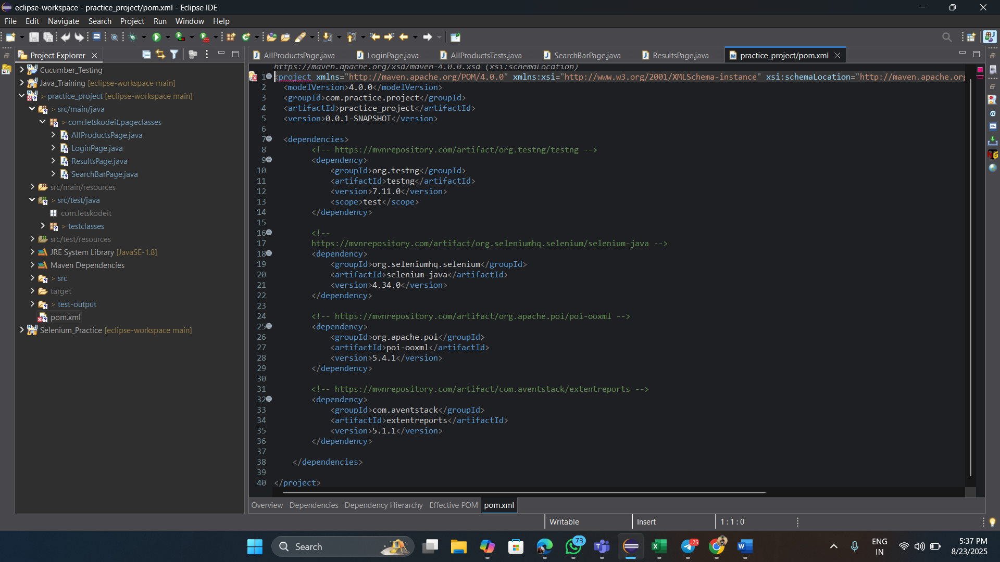 eclipse-workspace - practice_project/pom.xml - Eclipse IDE
File Edit Navigate Search Project Run Window Help
Project Explorer
Cucumber_Testing
Java_Training [eclipse-workspace main]
> practice_project [eclipse-workspace main]
> src/main/java
> com.letskodeit.pageclasses
AllProductsPage.java
LoginPage.java
ResultsPage.java
SearchBarPage.java
src/main/resources
> src/test/java
com.letskodeit
> testclasses
src/test/resources
JRE System Library [JavaSE-1.8]
Maven Dependencies
> src
target
> test-output
pom.xml
Selenium_Practice [eclipse-workspace main]
AllProductsPage.java LoginPage.java AllProductsTests.java SearchBarPage.java ResultsPage.java practice_project/pom.xml
https://maven.apache.org/xsd/maven-4.0.0.xsd (xsi:schemaLocation)
1 <project xmlns="http://maven.apache.org/POM/4.0.0" xmlns:xsi="http://www.w3.org/2001/XMLSchema-instance" xsi:schemaLocation="http://maven.apache.org
2 <modelVersion>4.0.0</modelVersion>
3 <groupId>com.practice.project</groupId>
4 <artifactId>practice_project</artifactId>
5 <version>0.0.1-SNAPSHOT</version>
6
7 <dependencies>
8 <!-- https://mvnrepository.com/artifact/org.testng/testng -->
9 <dependency>
10 <groupId>org.testng</groupId>
11 <artifactId>testng</artifactId>
12 <version>7.11.0</version>
13 <scope>test</scope>
14 </dependency>
15
16 <!--
17 https://mvnrepository.com/artifact/org.seleniumhq.selenium/selenium-java -->
18 <dependency>
19 <groupId>org.seleniumhq.selenium</groupId>
20 <artifactId>selenium-java</artifactId>
21 <version>4.34.0</version>
22 </dependency>
23
24 <!-- https://mvnrepository.com/artifact/org.apache.poi/poi-ooxml -->
25 <dependency>
26 <groupId>org.apache.poi</groupId>
27 <artifactId>poi-ooxml</artifactId>
28 <version>5.4.1</version>
29 </dependency>
30
31 <!-- https://mvnrepository.com/artifact/com.aventstack/extentreports -->
32 <dependency>
33 <groupId>com.aventstack</groupId>
34 <artifactId>extentreports</artifactId>
35 <version>5.1.1</version>
36 </dependency>
37
38 </dependencies>
39
40 </project>
Overview Dependencies Dependency Hierarchy Effective POM pom.xml
Writable Insert 1 : 1 : 0
Search
73
.75
ENG
IN
5:37 PM
8/23/2025